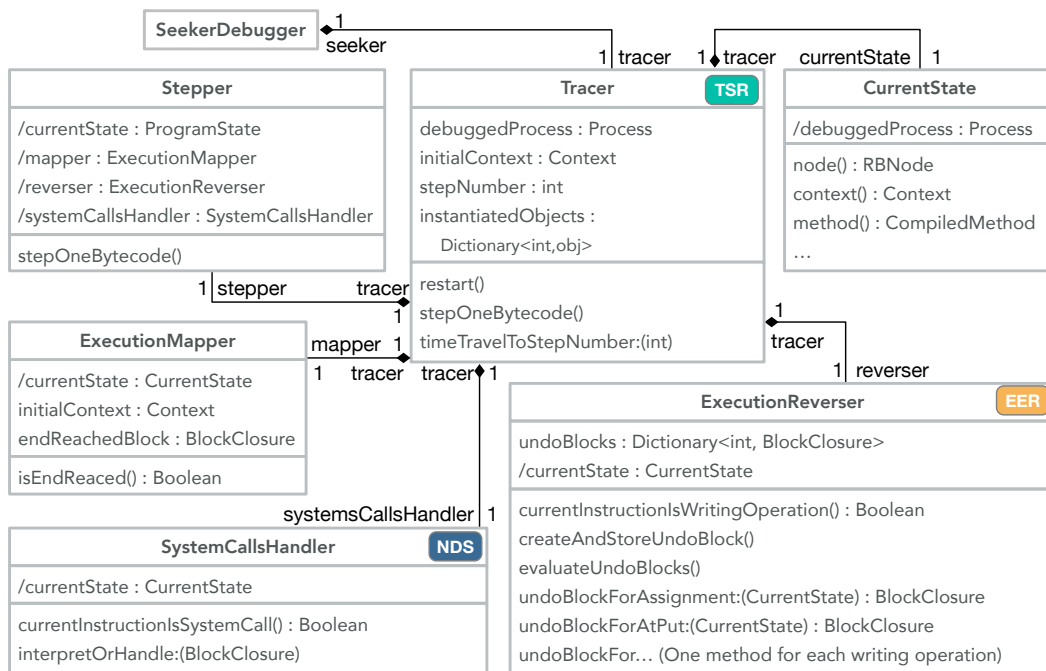 SeekerDebugger
1
seeker
1 tracer
1 tracer
currentState 1
Stepper
/currentState : ProgramState
/mapper : ExecutionMapper
/reverser : ExecutionReverser
/systemCallsHandler : SystemCallsHandler
stepOneBytecode()
1 stepper
tracer
1
Tracer
TSR
debuggedProcess : Process
initialContext : Context
stepNumber : int
instantiatedObjects :
Dictionary<int,obj>
restart()
stepOneBytecode()
timeTravelToStepNumber:(int)
CurrentState
/debuggedProcess : Process
node() : RBNode
context() : Context
method() : CompiledMethod
…
1
tracer
1 reverser
ExecutionMapper
/currentState : CurrentState
initialContext : Context
endReachedBlock : BlockClosure
isEndReaced() : Boolean
mapper 1
1 tracer
tracer 1
systemsCallsHandler 1
SystemCallsHandler
NDS
/currentState : CurrentState
currentInstructionIsSystemCall() : Boolean
interpretOrHandle:(BlockClosure)
ExecutionReverser
EER
undoBlocks : Dictionary<int, BlockClosure>
/currentState : CurrentState
currentInstructionIsWritingOperation() : Boolean
createAndStoreUndoBlock()
evaluateUndoBlocks()
undoBlockForAssignment:(CurrentState) : BlockClosure
undoBlockForAtPut:(CurrentState) : BlockClosure
undoBlockFor… (One method for each writing operation)